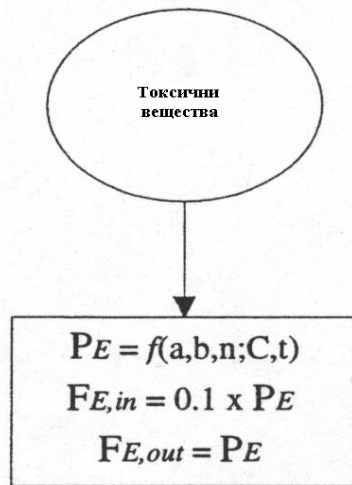 Токсични
вещества
PE = f(a,b,n;C,t)
FE,in = 0.1 x PE
FE,out = PE